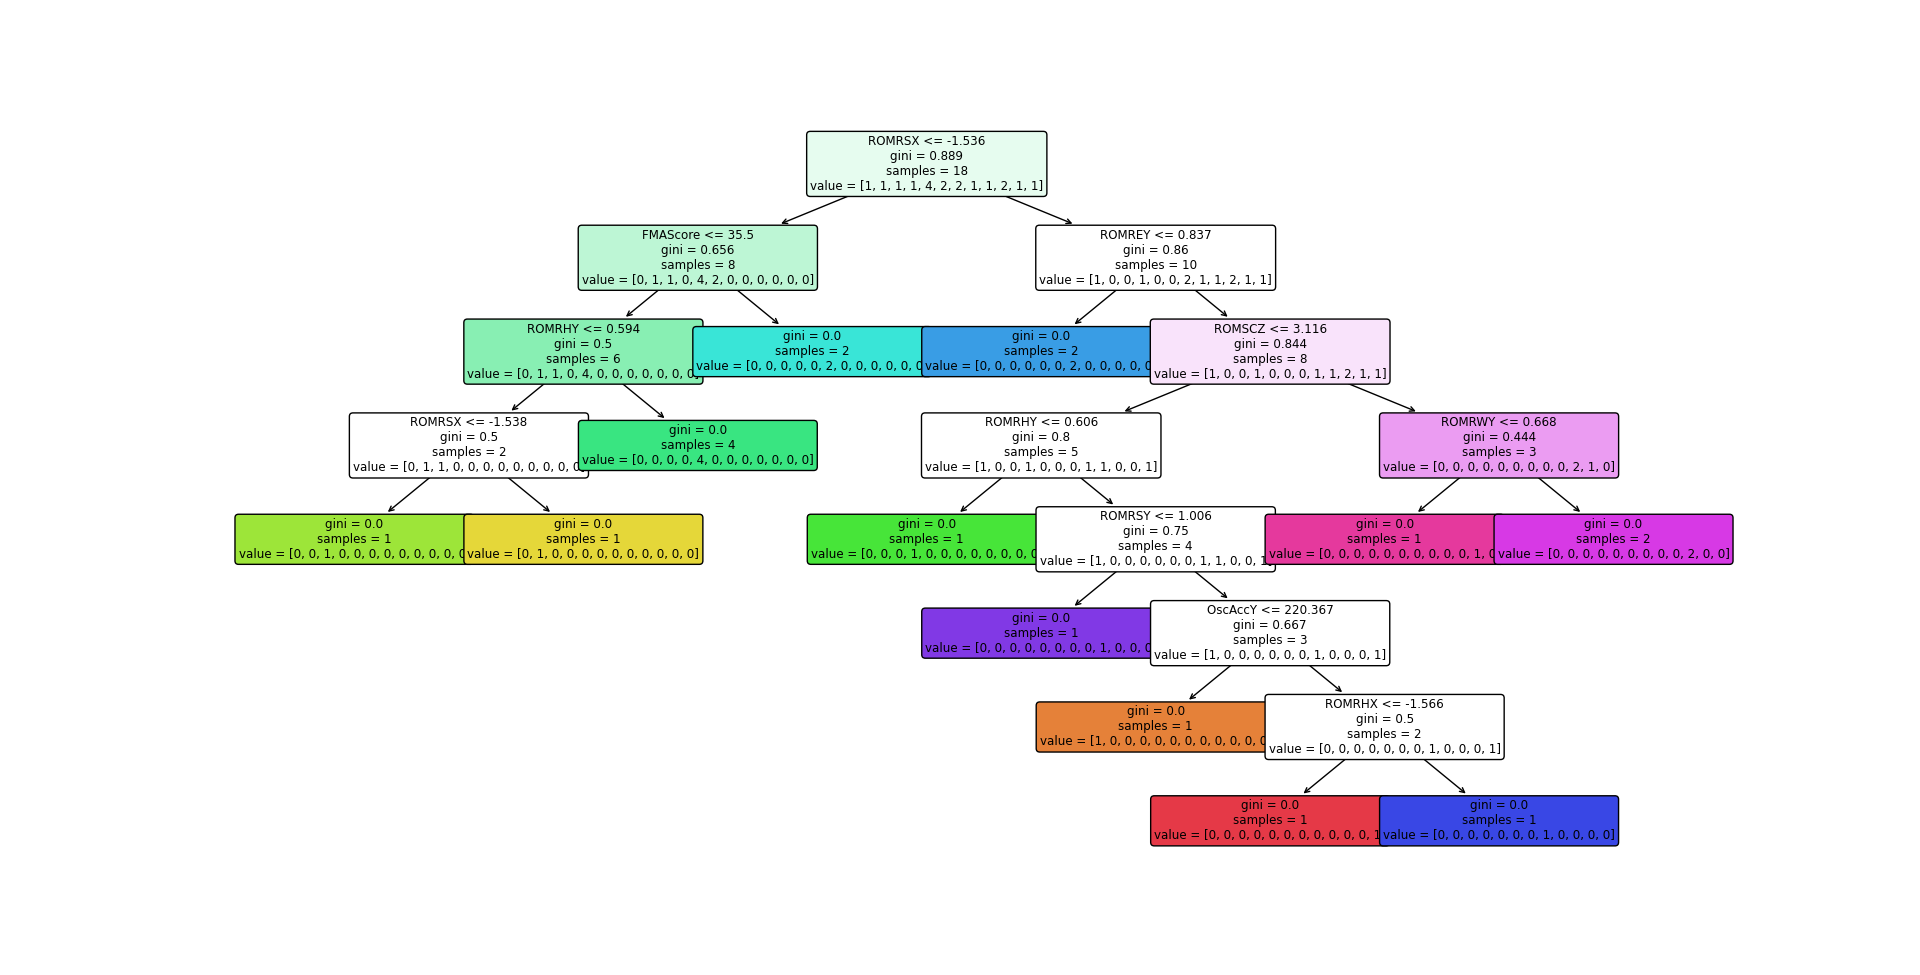 ROMRSX <= -1.536
gini = 0.889
samples = 18
value = [1, 1, 1, 1, 4, 2, 2, 1, 1, 2, 1, 1]
FMAScore <= 35.5
gini = 0.656
samples = 8
value = [0, 1, 1, 0, 4, 2, 0, 0, 0, 0, 0, 0]
ROMREY <= 0.837
gini = 0.86
samples = 10
value = [1, 0, 0, 1, 0, 0, 2, 1, 1, 2, 1, 1]
ROMRHY <= 0.594
gini = 0.5
samples = 6
value = [0, 1, 1, 0, 4, 0, 0, 0, 0, 0, 0, 0]
gini = 0.0
samples = 2
value = [0, 0, 0, 0, 0, 2, 0, 0, 0, 0, 0, 0
gini = 0.0
samples = 2
value = [0, 0, 0, 0, 0, 0, 2, 0, 0, 0, 0, 0
ROMSCZ <= 3.116
gini = 0.844
samples = 8
value = [1, 0, 0, 1, 0, 0, 0, 1, 1, 2, 1, 1]
ROMRSX <= -1.538
gini = 0.5
samples = 2
value = [0, 1, 1, 0, 0, 0, 0, 0, 0, 0, 0, 0]
gini = 0.0
samples = 4
value = [0, 0, 0, 0, 4, 0, 0, 0, 0, 0, 0, 0]
ROMRHY <= 0.606
gini = 0.8
samples = 5
value = [1, 0, 0, 1, 0, 0, 0, 1, 1, 0, 0, 1]
ROMRWY <= 0.668
gini = 0.444
samples = 3
value = [0, 0, 0, 0, 0, 0, 0, 0, 0, 2, 1, 0]
gini = 0.0
samples = 1
value = [0, 0, 1, 0, 0, 0, 0, 0, 0, 0, 0, 0
gini = 0.0
samples = 1
value = [0, 1, 0, 0, 0, 0, 0, 0, 0, 0, 0, 0]
gini = 0.0
samples = 1
value = [0, 0, 0, 1, 0, 0, 0, 0, 0, 0, 0, 0
ROMRSY <= 1.006
gini = 0.75
samples = 4
value = [1, 0, 0, 0, 0, 0, 0, 1, 1, 0, 0, 1]
gini = 0.0
samples = 1
value = [0, 0, 0, 0, 0, 0, 0, 0, 0, 0, 1, 0
gini = 0.0
samples = 2
value = [0, 0, 0, 0, 0, 0, 0, 0, 0, 2, 0, 0]
gini = 0.0
samples = 1
value = [0, 0, 0, 0, 0, 0, 0, 0, 1, 0, 0, 0
OscAccY <= 220.367
gini = 0.667
samples = 3
value = [1, 0, 0, 0, 0, 0, 0, 1, 0, 0, 0, 1]
gini = 0.0
samples = 1
value = [1, 0, 0, 0, 0, 0, 0, 0, 0, 0, 0, 0
ROMRHX <= -1.566
gini = 0.5
samples = 2
value = [0, 0, 0, 0, 0, 0, 0, 1, 0, 0, 0, 1]
gini = 0.0
samples = 1
value = [0, 0, 0, 0, 0, 0, 0, 0, 0, 0, 0, 1
gini = 0.0
samples = 1
value = [0, 0, 0, 0, 0, 0, 0, 1, 0, 0, 0, 0]